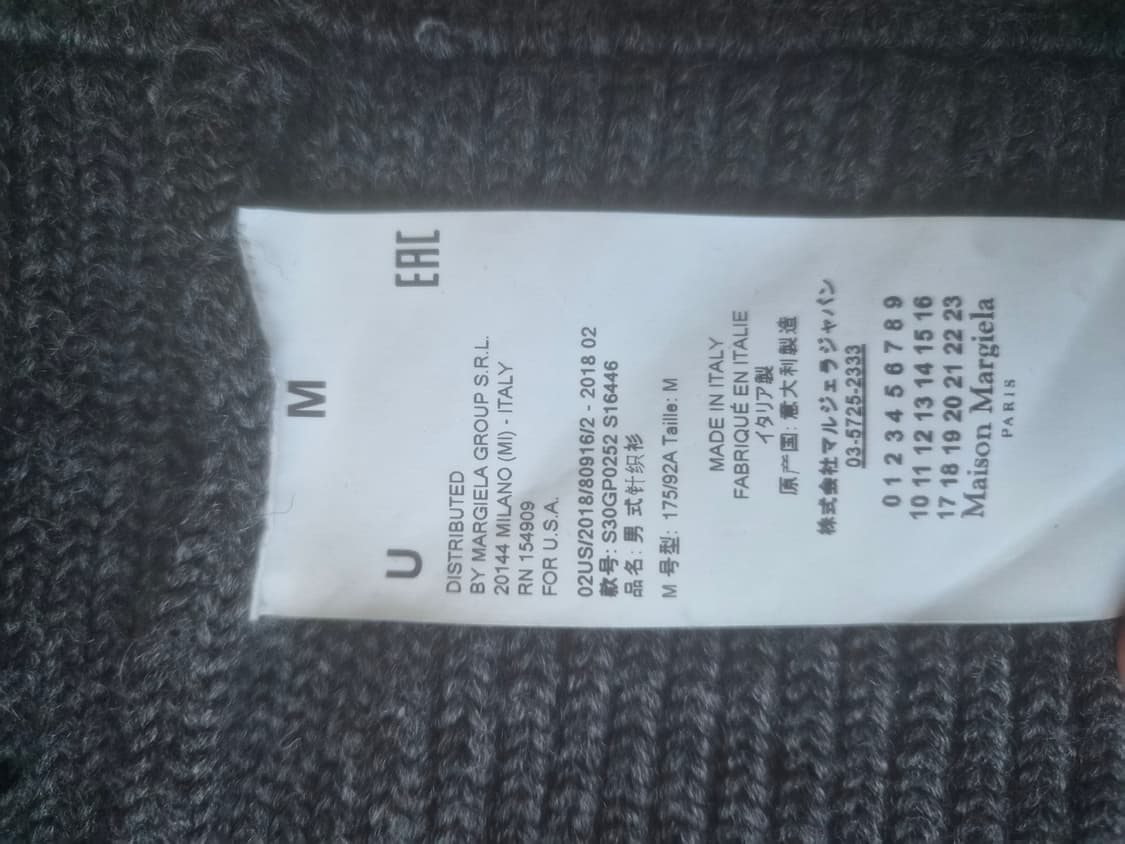 M
U EAC
DISTRIBUTED
BY MARGIELA GROUP S.R.L.
20144 MILANO (MI) - ITALY
RN 154909
FOR U.S.A.
02US/2018/80916/2 - 2018 02
款号: S30GP0252 S16446
品名: 男 式针织衫
M 号型: 175/92A Taille: M
MADE IN ITALY
FABRIQUÉ EN ITALIE
イタリア製
原产国: 意大利製造
株式会社マルジェラジャパン
03-5725-2333
0 1 2 3 4 5 6 7 8 9
10 11 12 13 14 15 16
17 18 19 20 21 22 23
Maison Margiela
PARIS